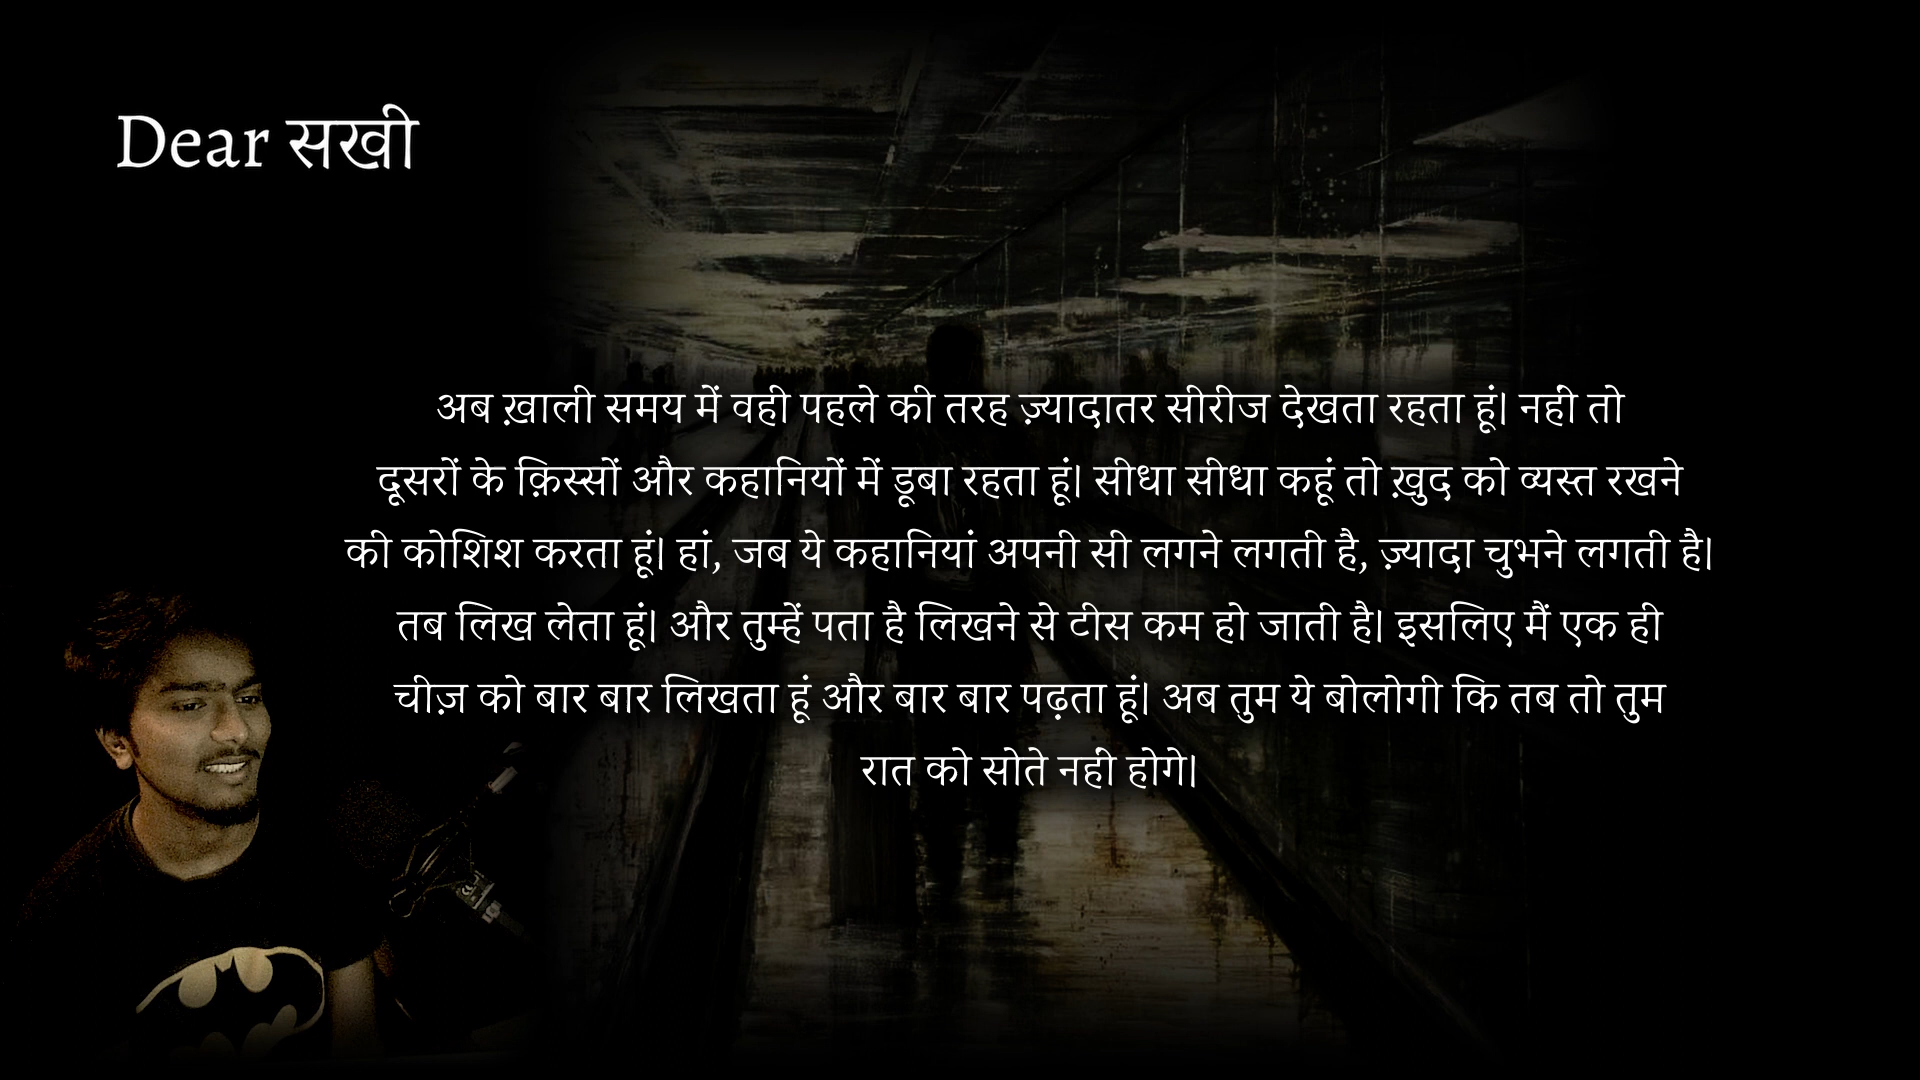 Dear सखी
अब ख़ाली समय में वही पहले की तरह ज़्यादातर सीरीज देखता रहता हूं। नहीं तो
दूसरों के क़िस्सों और कहानियों में डूबा रहता हूं। सीधा सीधा कहूं तो ख़ुद को व्यस्त रखने
की कोशिश करता हूं। हां, जब ये कहानियां अपनी सी लगने लगती है, ज़्यादा चुभने लगती है।
तब लिख लेता हूं। और तुम्हें पता है लिखने से टीस कम हो जाती है। इसलिए मैं एक ही
चीज़ को बार बार लिखता हूं और बार बार पढ़ता हूं। अब तुम ये बोलोगी कि तब तो तुम
रात को सोते नहीं होगे।